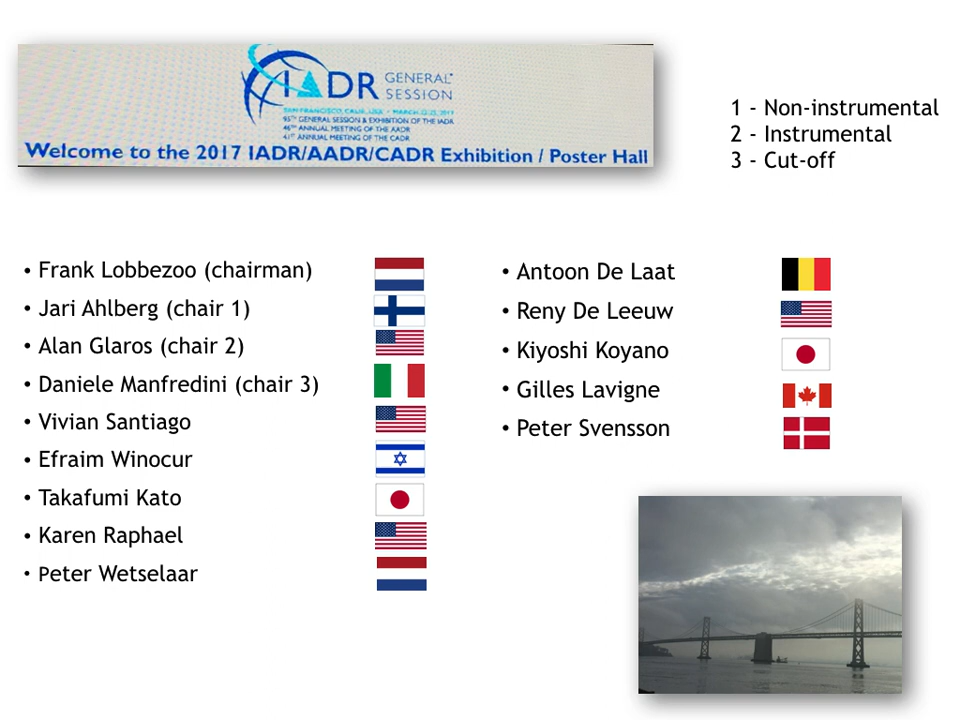 IADR GENERAL
SESSION
SAN FRANCISCO, CALIF., USA • MARCH 22-25, 2017
95TH GENERAL SESSION & EXHIBITION OF THE IADR
46TH ANNUAL MEETING OF THE AADR
41ST ANNUAL MEETING OF THE CADR
Welcome to the 2017 IADR/AADR/CADR Exhibition / Poster Hall
1 - Non-instrumental
2 - Instrumental
3 - Cut-off
• Frank Lobbezoo (chairman)
• Jari Ahlberg (chair 1)
• Alan Glaros (chair 2)
• Daniele Manfredini (chair 3)
• Vivian Santiago
• Efraim Winocur
• Takafumi Kato
• Karen Raphael
• Peter Wetselaar
• Antoon De Laat
• Reny De Leeuw
• Kiyoshi Koyano
• Gilles Lavigne
• Peter Svensson